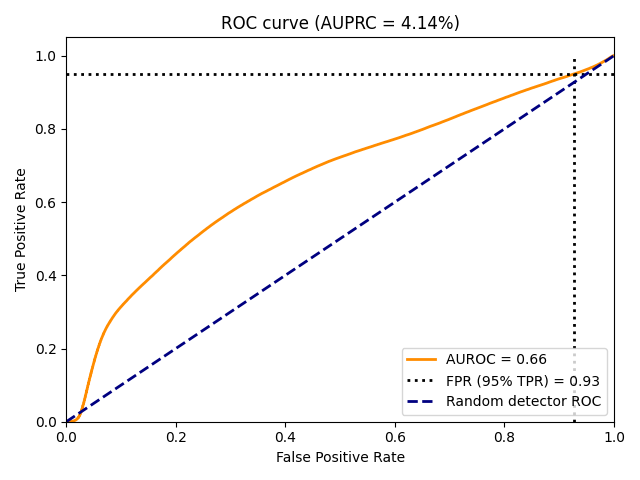 ROC curve (AUPRC = 4.14%)
True Positive Rate
1.0
0.8
0.6
0.4
0.2
0.0
0.0 0.2 0.4 0.6 0.8 1.0
False Positive Rate
AUROC = 0.66
FPR (95% TPR) = 0.93
Random detector ROC